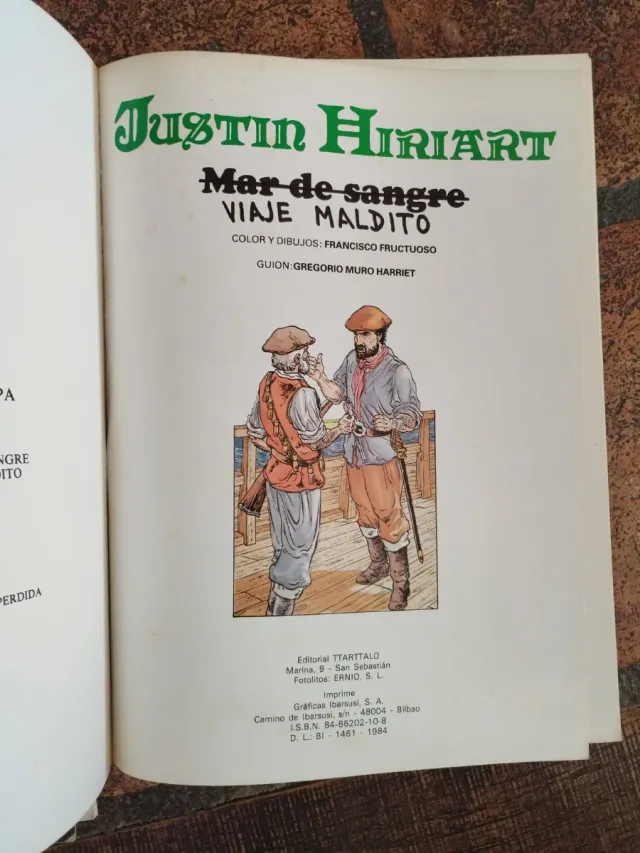 PA
NGRE
DITO
PERDIDA
JUSTIN HIRIART
Mar de sangre
VIAJE MALDITO
COLOR Y DIBUJOS: FRANCISCO FRUCTUOSO
GUION: GREGORIO MURO HARRIET
Editorial TTARTTALO
Marina, 9 - San Sebastián
Fotolitos: ERNIO, S. L.
Imprime
Gráficas Ibarsusi, S. A.
Camino de Ibarsusi, s/n - 48004 - Bilbao
I.S.B.N. 84-86202-10-8
D. L.: BI - 1461 - 1984